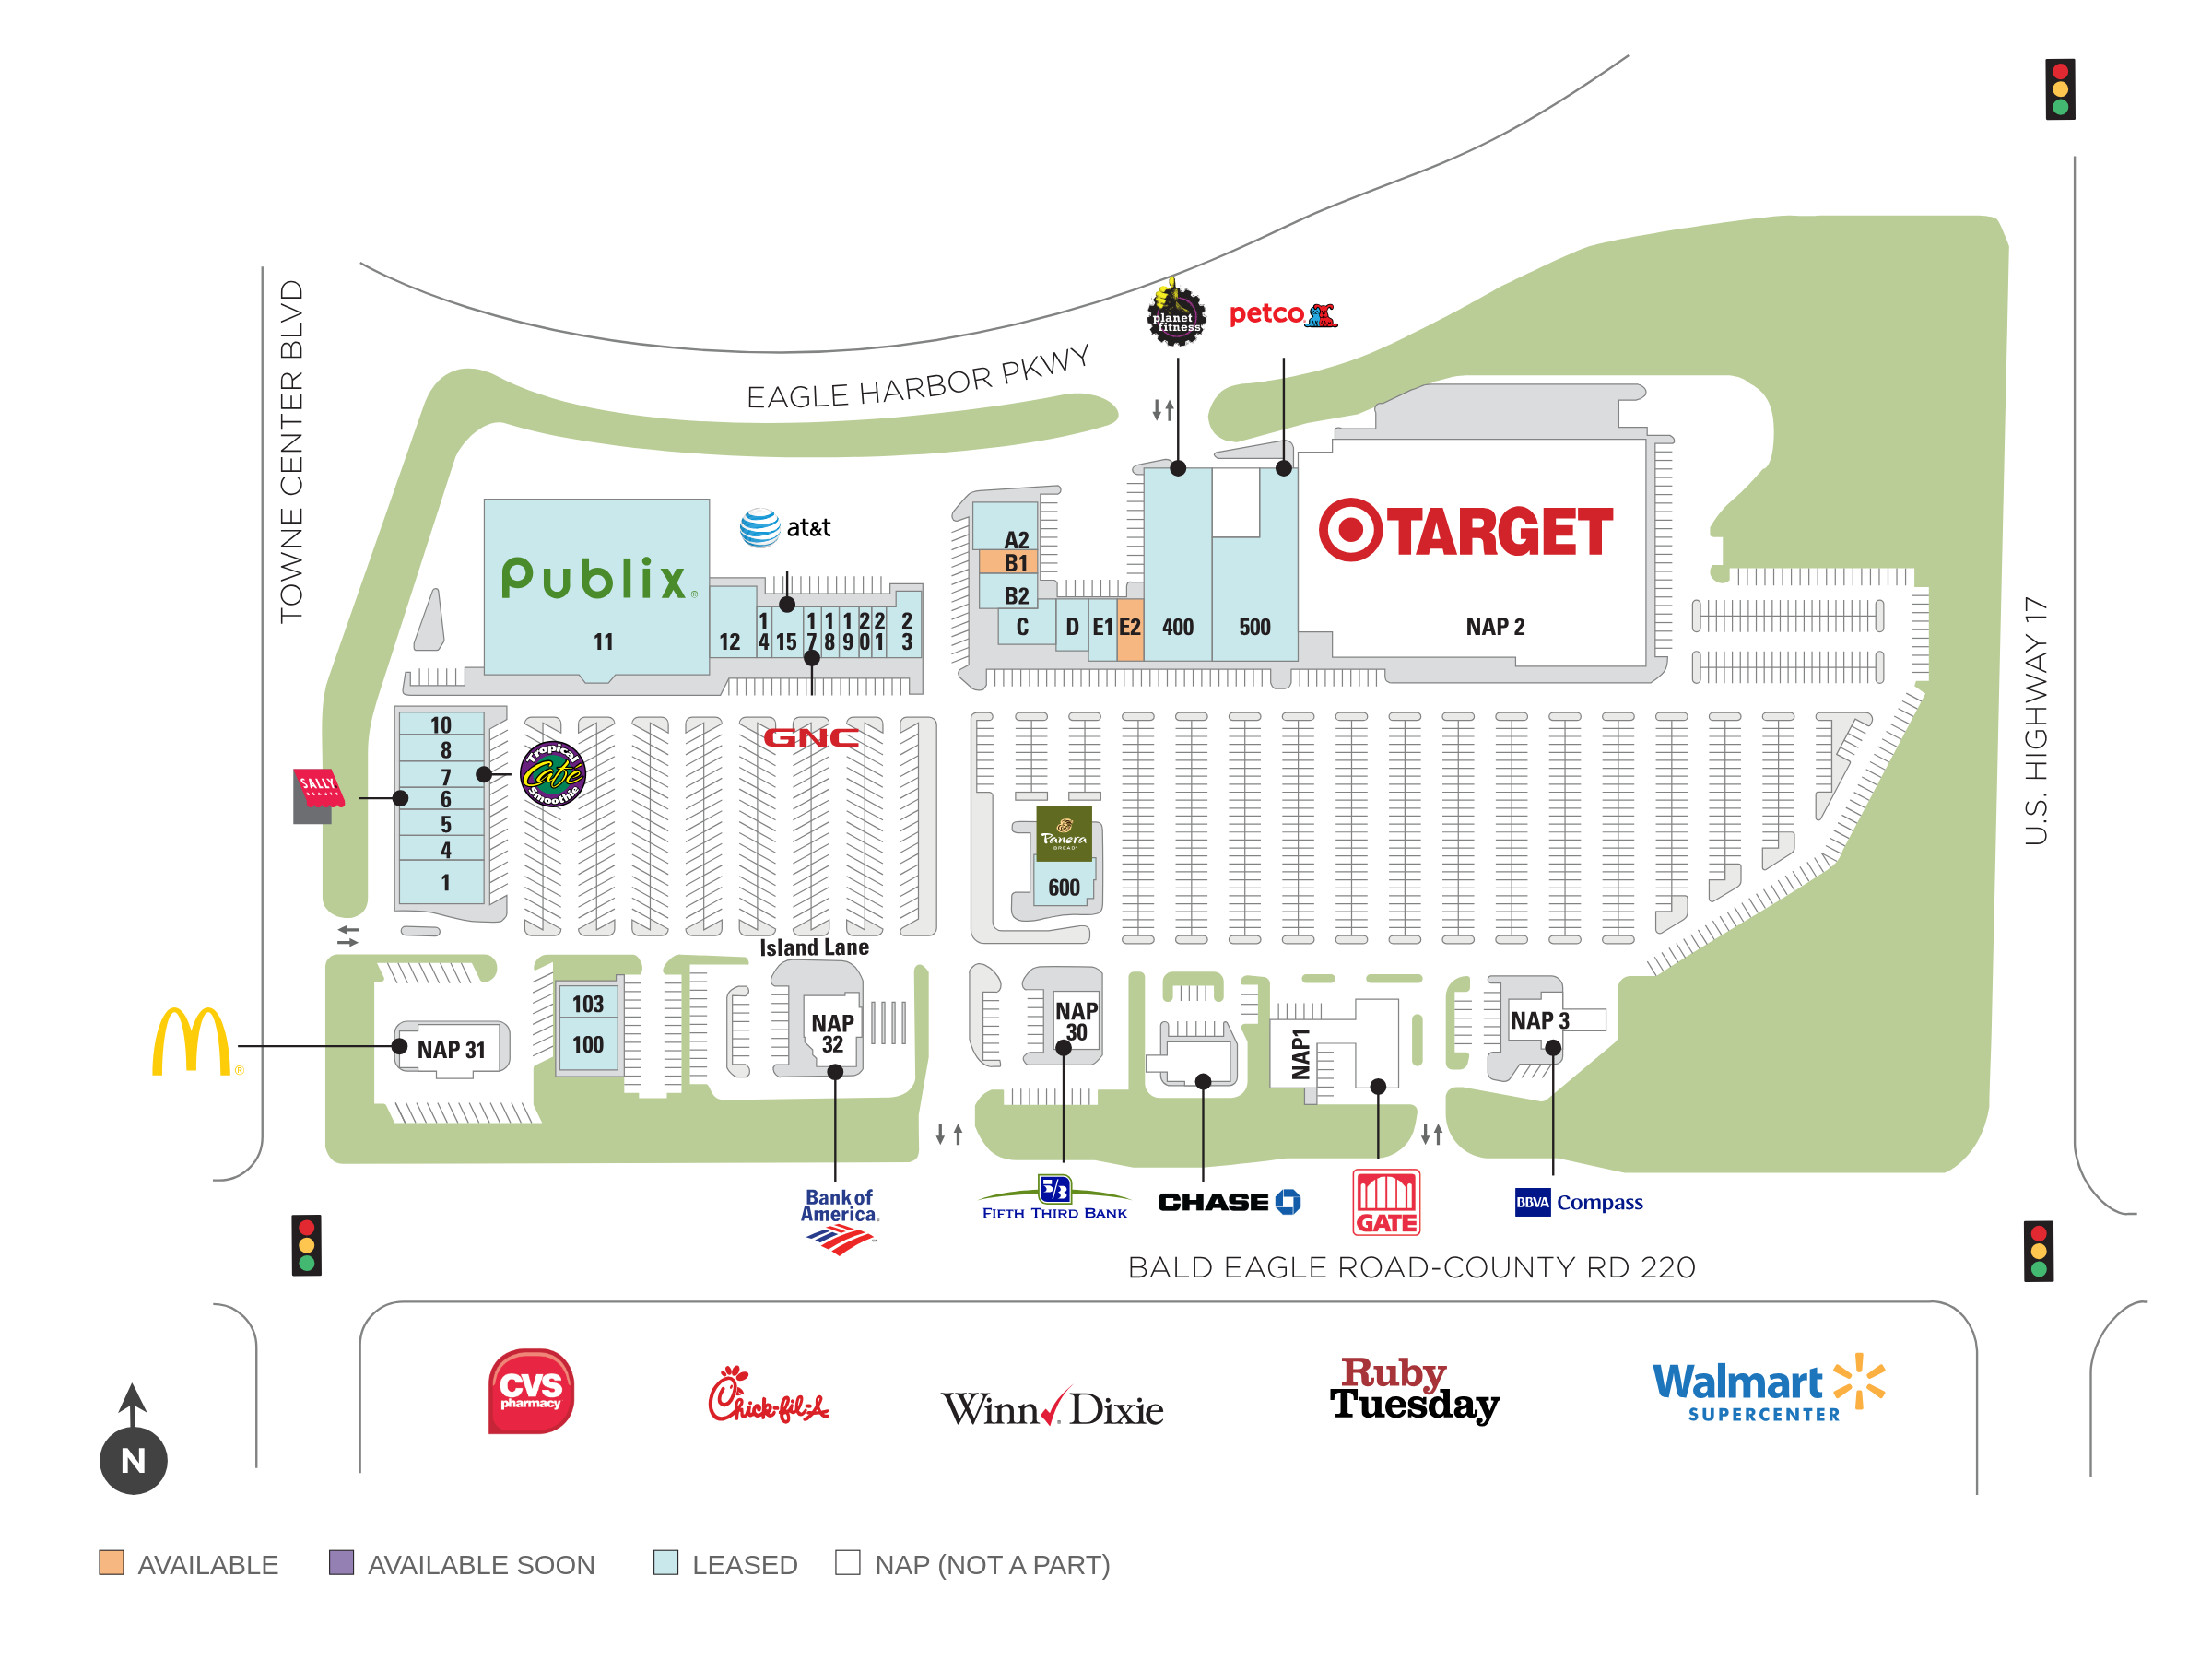 TOWNE CENTER BLVD
EAGLE HARBOR PKWY
U.S. HIGHWAY 17
planet
fitness
petco
TARGET
NAP 2
Publix®
11
at&t
12
14
15
17
18
19
20
21
23
A2
B1
B2
C
D
E1
E2
400
500
10
8
7
6
5
4
1
SALLY
BEAUTY
Tropical
Café
Smoothie
GNC
Panera
BREAD
600
Island Lane
NAP 31
103
100
NAP
32
NAP
30
NAP1
NAP 3
Bank of
America
5/3
FIFTH THIRD BANK
CHASE
GATE
BBVA Compass
BALD EAGLE ROAD-COUNTY RD 220
CVS
pharmacy
Chick-fil-A
Winn Dixie
Ruby
Tuesday
Walmart
SUPERCENTER
N
AVAILABLE
AVAILABLE SOON
LEASED
NAP (NOT A PART)